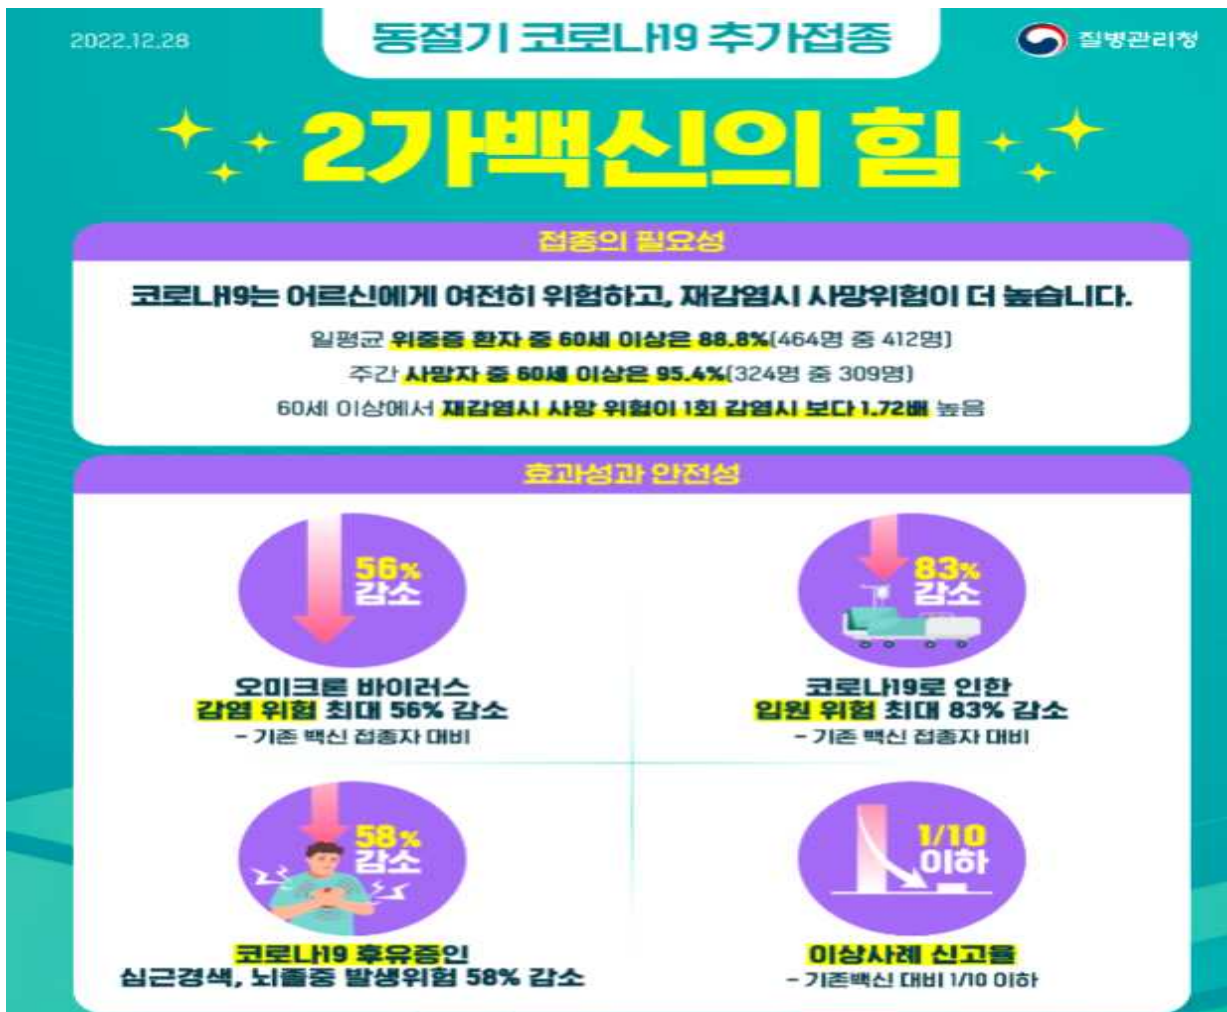 2022.12.28
동절기 코로나19 추가접종
질병관리청
2가백신의 힘
접종의 필요성
코로나19는 어르신에게 여전히 위험하고, 재감염시 사망위험이 더 높습니다.
일평균 위중증 환자 중 60세 이상은 88.8%(464명 중 412명)
주간 사망자 중 60세 이상은 95.4%(324명 중 309명)
60세 이상에서 재감염시 사망 위험이 1회 감염시 보다 1.72배 높음
효과성과 안전성
56%
감소
오미크론 바이러스
감염 위험 최대 56% 감소
- 기존 백신 접종자 대비
83%
감소
코로나19로 인한
입원 위험 최대 83% 감소
- 기존 백신 접종자 대비
58%
감소
코로나19 후유증인
심근경색, 뇌졸중 발생위험 58% 감소
1/10
이하
이상사례 신고율
- 기존백신 대비 1/10 이하